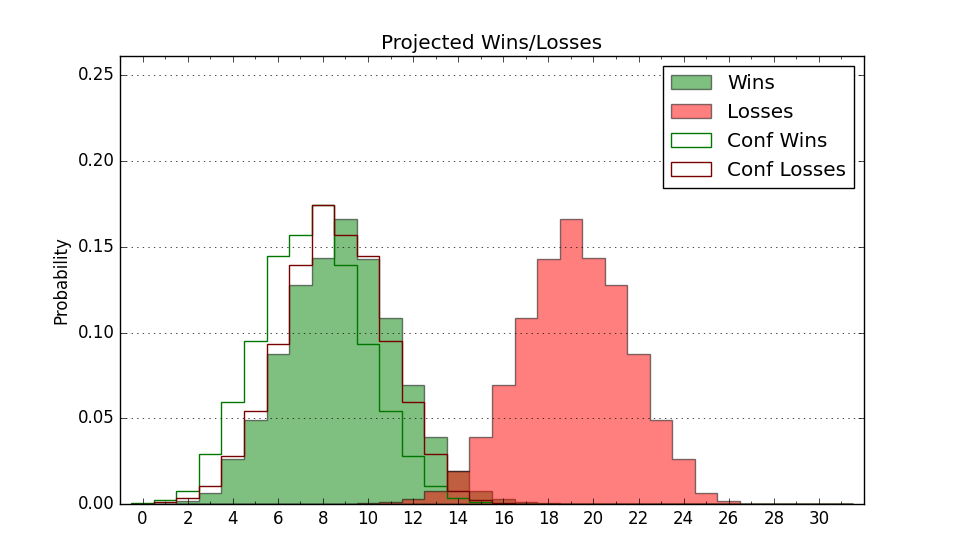 Projected Wins/Losses
0.25
0.20
0.15
0.10
0.05
0.00
Probability
Wins
Losses
Conf Wins
Conf Losses
0 2 4 6 8 10 12 14 16 18 20 22 24 26 28 30